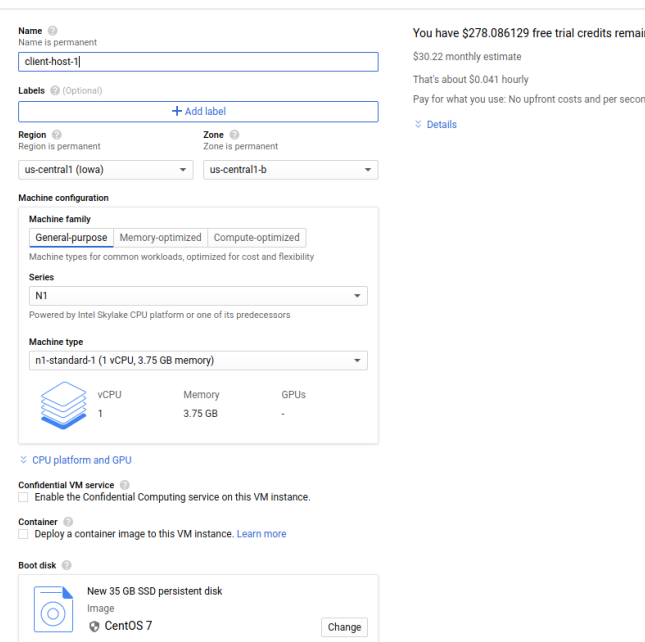 Name
Name is permanent
client-host-1
Labels (Optional)
+ Add label
Region
Region is permanent
Zone
Zone is permanent
us-central1 (Iowa)
us-central1-b
Machine configuration
Machine family
General-purpose Memory-optimized Compute-optimized
Machine types for common workloads, optimized for cost and flexibility
Series
N1
Powered by Intel Skylake CPU platform or one of its predecessors
Machine type
n1-standard-1 (1 vCPU, 3.75 GB memory)
vCPU Memory GPUs
1 3.75 GB -
CPU platform and GPU
Confidential VM service
Enable the Confidential Computing service on this VM instance.
Container
Deploy a container image to this VM instance. Learn more
Boot disk
New 35 GB SSD persistent disk
Image
CentOS 7
Change
You have $278.086129 free trial credits remai
$30.22 monthly estimate
That's about $0.041 hourly
Pay for what you use: No upfront costs and per secon
Details